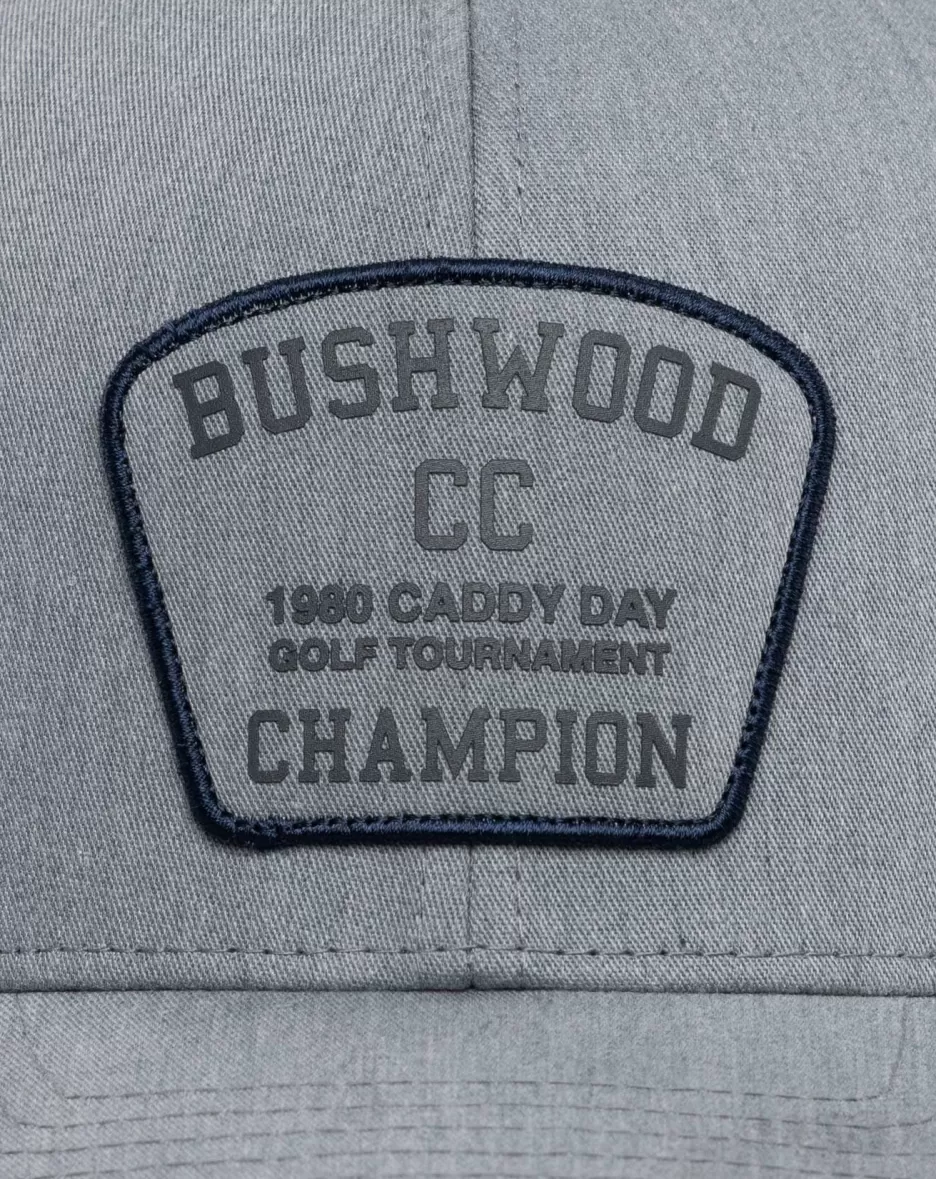 BUSHWOOD
CC
1980 CADDY DAY
GOLF TOURNAMENT
CHAMPION